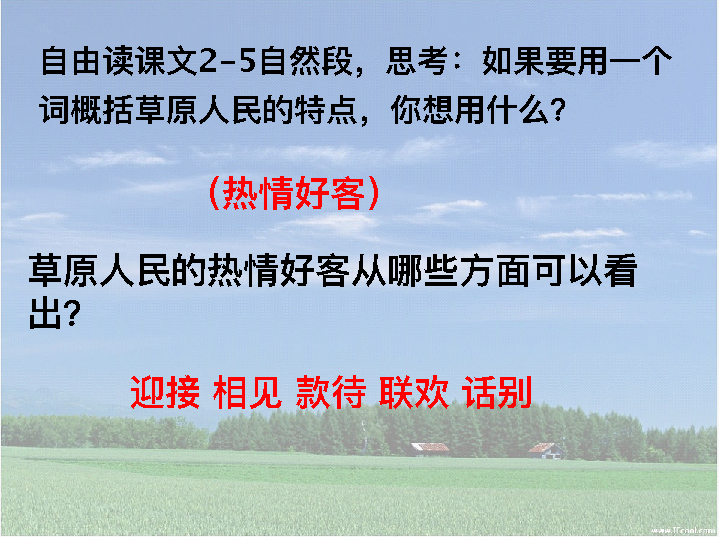 自由读课文2-5自然段，思考：如果要用一个
词概括草原人民的特点，你想用什么？
（热情好客）
草原人民的热情好客从哪些方面可以看
出？
迎接 相见 款待 联欢 话别